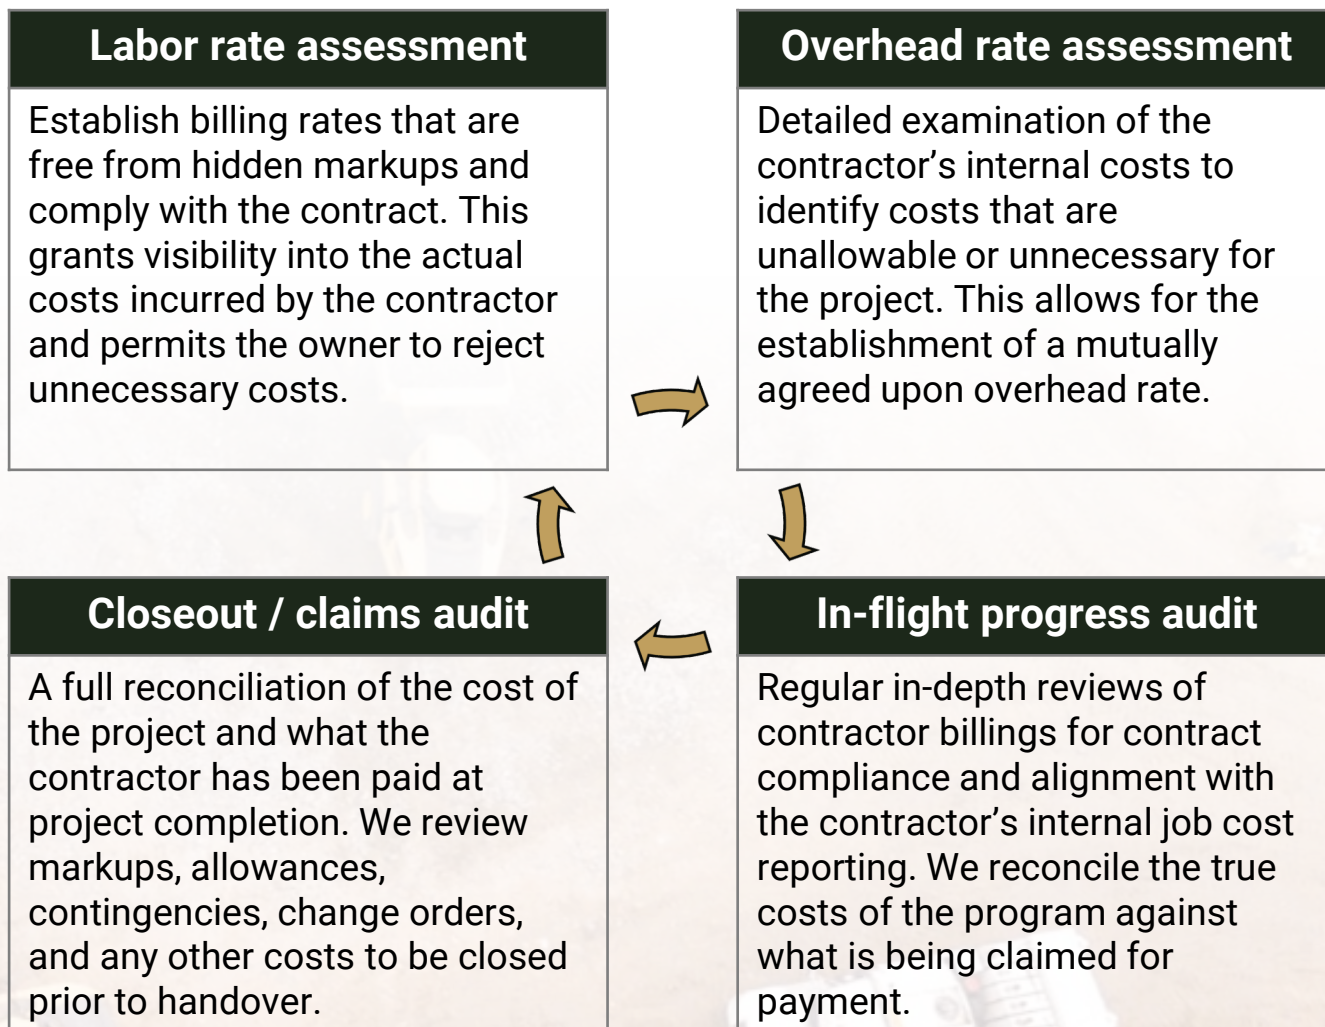 Labor rate assessment
Establish billing rates that are
free from hidden markups and
comply with the contract. This
grants visibility into the actual
costs incurred by the contractor
and permits the owner to reject
unnecessary costs.
Overhead rate assessment
Detailed examination of the
contractor’s internal costs to
identify costs that are
unallowable or unnecessary for
the project. This allows for the
establishment of a mutually
agreed upon overhead rate.
In-flight progress audit
Regular in-depth reviews of
contractor billings for contract
compliance and alignment with
the contractor’s internal job cost
reporting. We reconcile the true
costs of the program against
what is being claimed for
payment.
Closeout / claims audit
A full reconciliation of the cost of
the project and what the
contractor has been paid at
project completion. We review
markups, allowances,
contingencies, change orders,
and any other costs to be closed
prior to handover.